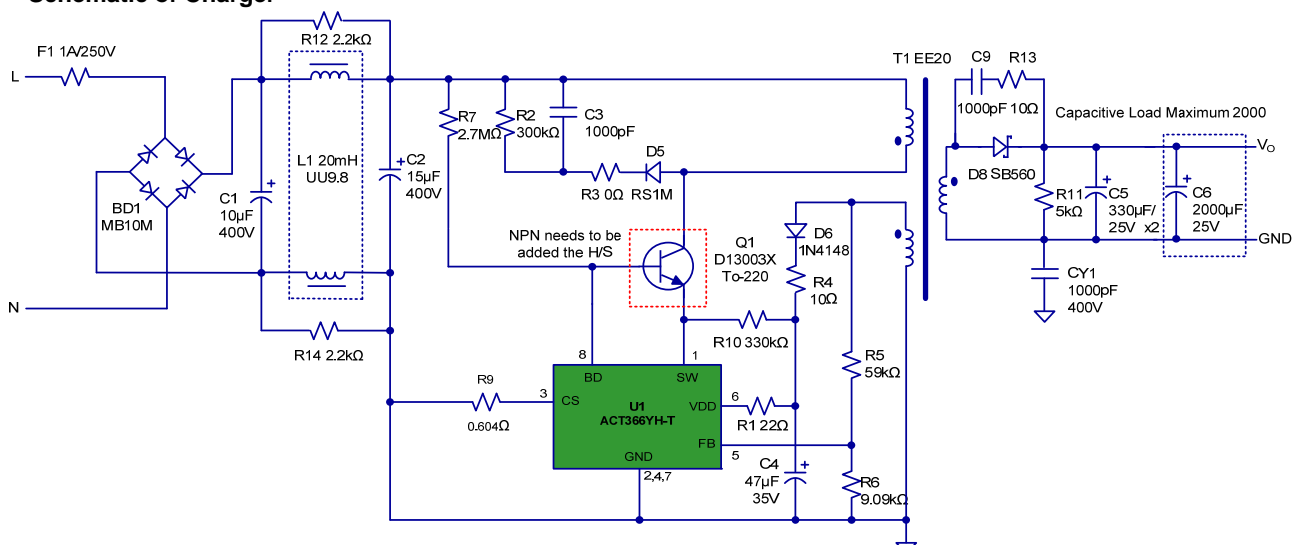 Schematic of Charger
F1 1A/250V
L
N
BD1
MB10M
R12 2.2kΩ
L1 20mH
UU9.8
C1
10µF
400V
R14 2.2kΩ
C2
15µF
400V
R7
2.7MΩ
R2
300kΩ
C3
1000pF
R3 0Ω
D5
RS1M
NPN needs to be
added the H/S
Q1
D13003X
To-220
D6
1N4148
R4
10Ω
R10 330kΩ
R9
0.604Ω
3
8
1
6
5
2,4,7
BD
SW
CS
VDD
FB
GND
U1
ACT366YH-T
R1 22Ω
C4
47µF
35V
R5
59kΩ
R6
9.09kΩ
T1 EE20
C9
1000pF
R13
10Ω
D8 SB560
Capacitive Load Maximum 2000
R11
5kΩ
C5
330µF/
25V x2
C6
2000µF
25V
VO
GND
CY1
1000pF
400V